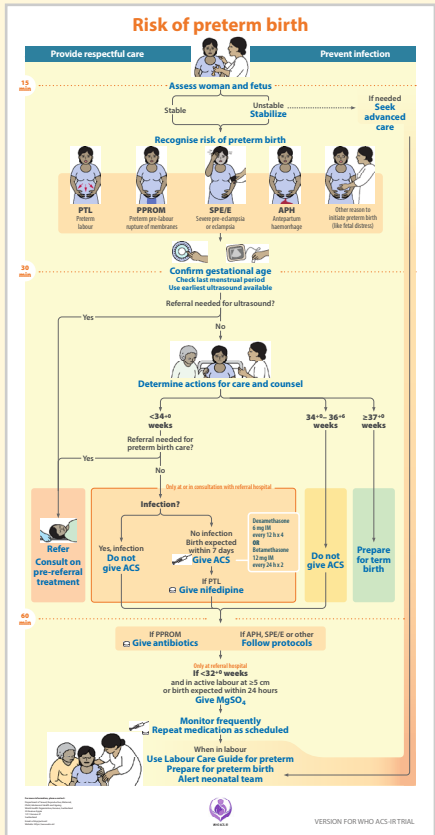 Risk of preterm birth
Provide respectful care
Prevent infection
15
min
Assess woman and fetus
Stable
Unstable
Stabilize
If needed
Seek
advanced
care
Recognise risk of preterm birth
PTL
Preterm
labour
PPROM
Preterm pre-labour
rupture of membranes
SPE/E
Severe pre-eclampsia
or eclampsia
APH
Antepartum
haemorrhage
Other reason to
initiate preterm birth
(like fetal distress)
30
min
Confirm gestational age
Check last menstrual period
Use earliest ultrasound available
Referral needed for ultrasound?
Yes
No
Determine actions for care and counsel
<34+0
weeks
34+0– 36+6
weeks
≥37+0
weeks
Referral needed for
preterm birth care?
Yes
No
Only at or in consultation with referral hospital
Infection?
Refer
Consult on
pre-referral
treatment
Yes, infection
Do not
give ACS
No infection
Birth expected
within 7 days
Give ACS
Dexamethasone
6 mg IM
every 12 h x 4
OR
Betamethasone
12 mg IM
every 24 h x 2
If PTL
Give nifedipine
Do not
give ACS
Prepare
for term
birth
60
min
If PPROM
Give antibiotics
If APH, SPE/E or other
Follow protocols
Only at referral hospital
If <32+0 weeks
and in active labour at ≥5 cm
or birth expected within 24 hours
Give MgSO4
Monitor frequently
Repeat medication as scheduled
When in labour
Use Labour Care Guide for preterm
Prepare for preterm birth
Alert neonatal team
VERSION FOR WHO ACS-IR TRIAL